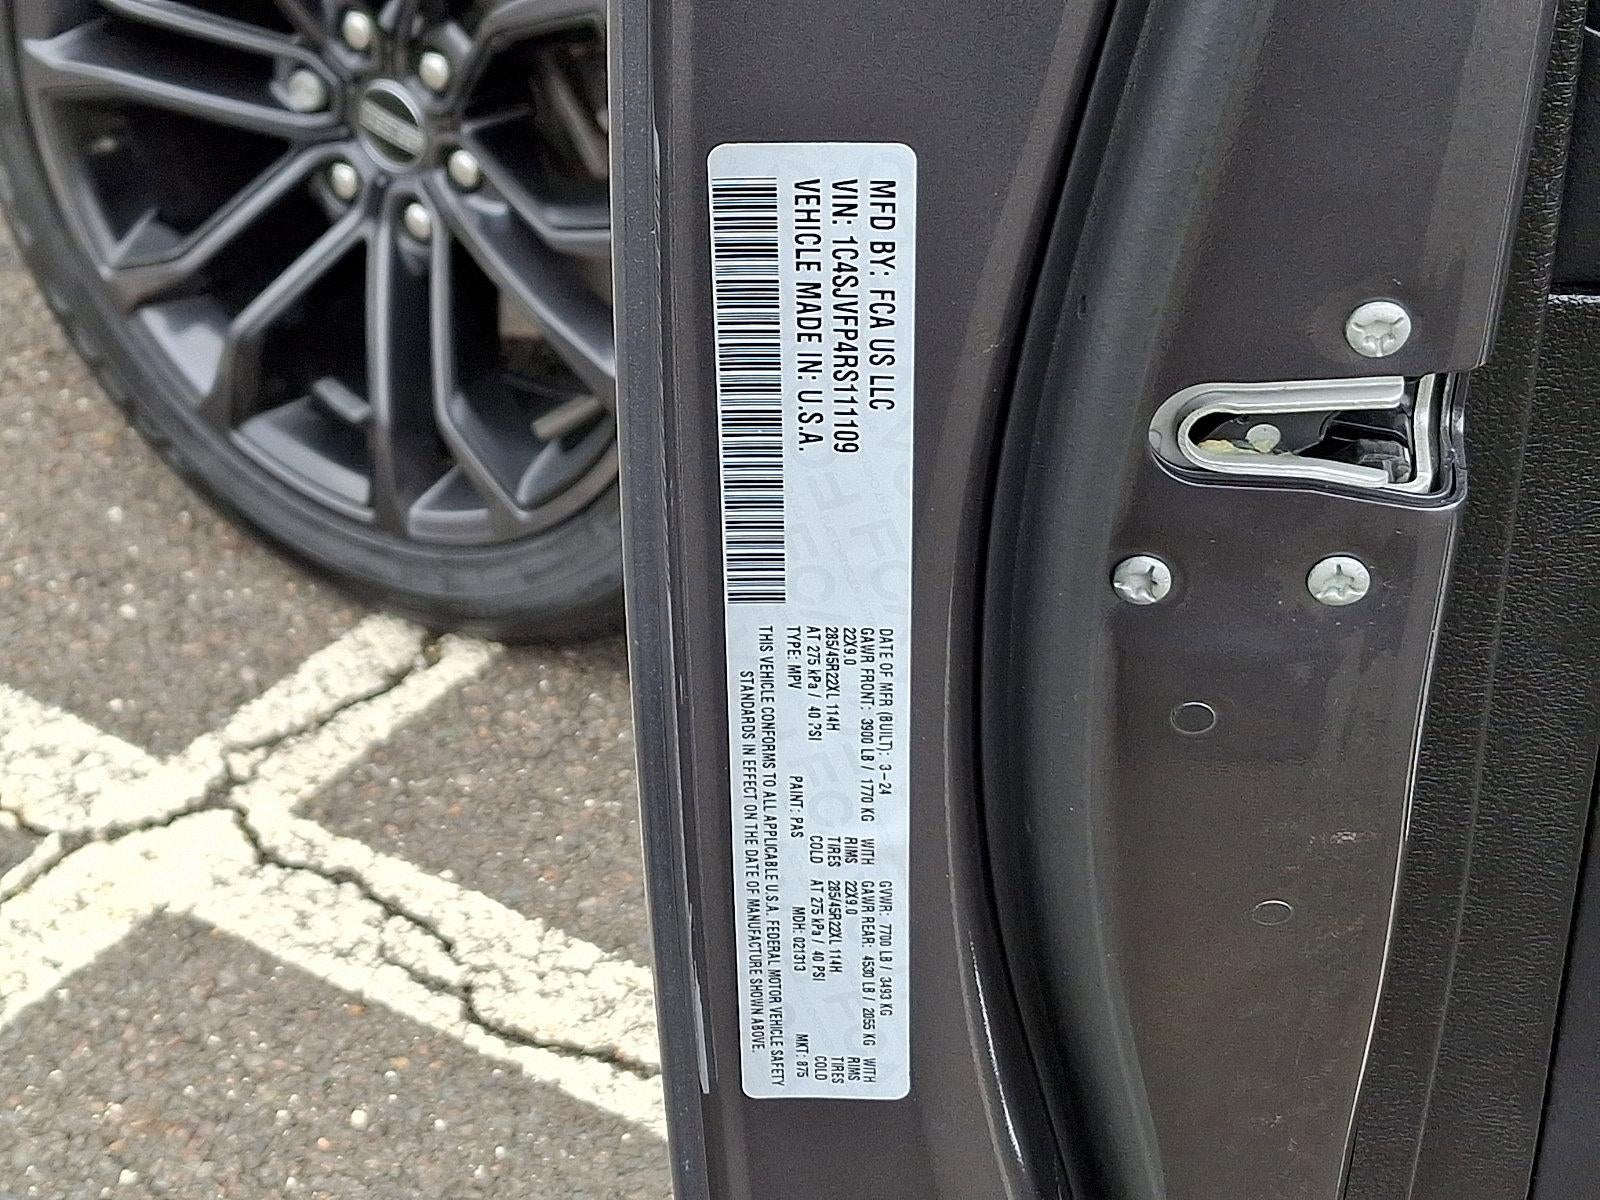 MFD BY: FCA US LLC
VIN: 1C4SJVFP4RS111109
VEHICLE MADE IN: U.S.A.
DATE OF MFR (BUILT): 3-24 GVWR: 7700 LB / 3493 KG
GAWR FRONT: 3900 LB / 1770 KG WITH GAWR REAR: 4530 LB / 2055 KG WITH
22X9.0 RIMS 22X9.0 RIMS
285/45R22XL 114H TIRES 285/45R22XL 114H TIRES
AT 275 kPa / 40 PSI COLD AT 275 kPa / 40 PSI COLD
TYPE: MPV PAINT: PAS MDH: 021313 MKT: 875
THIS VEHICLE CONFORMS TO ALL APPLICABLE U.S.A. FEDERAL MOTOR VEHICLE SAFETY
STANDARDS IN EFFECT ON THE DATE OF MANUFACTURE SHOWN ABOVE.